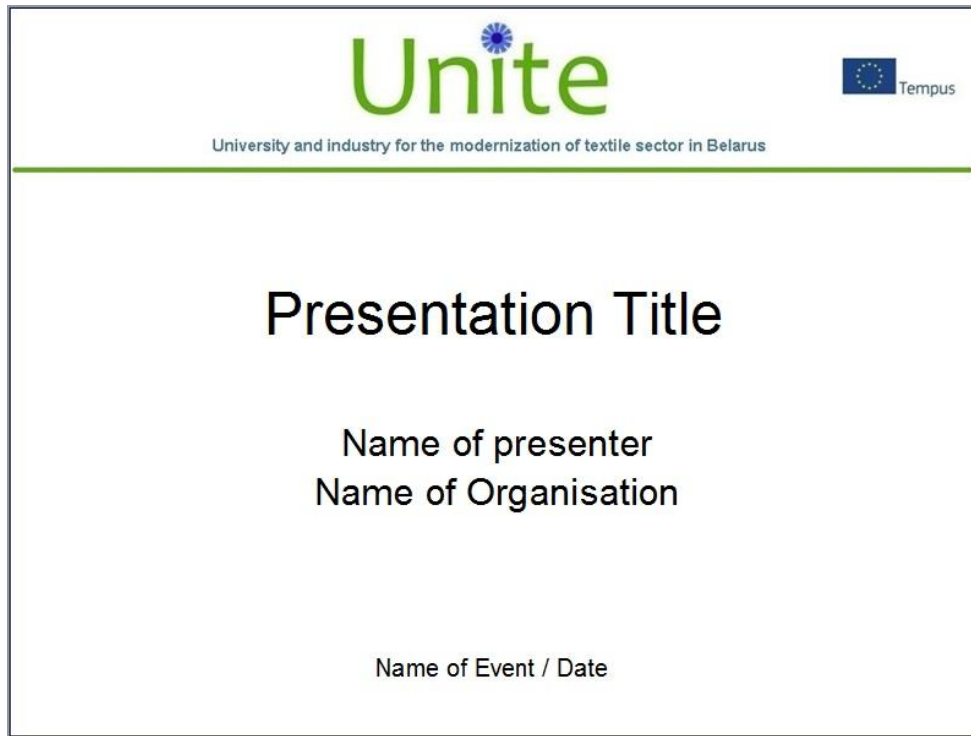 Unite
Tempus
University and industry for the modernization of textile sector in Belarus
Presentation Title
Name of presenter
Name of Organisation
Name of Event / Date